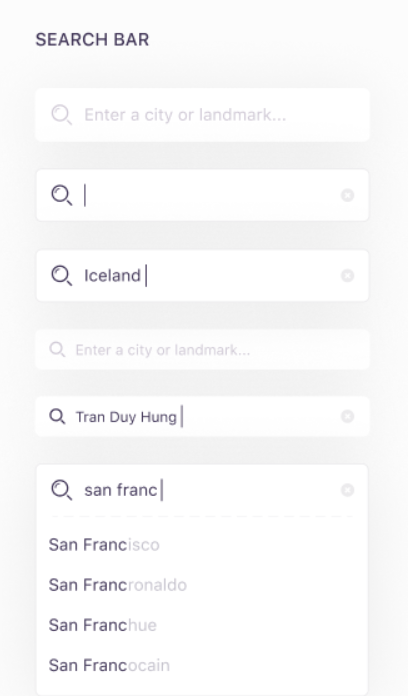 SEARCH BAR
Enter a city or landmark...
Iceland
Enter a city or landmark...
Tran Duy Hung
san franc
San Francisco
San Francronaldo
San Franchue
San Francocain